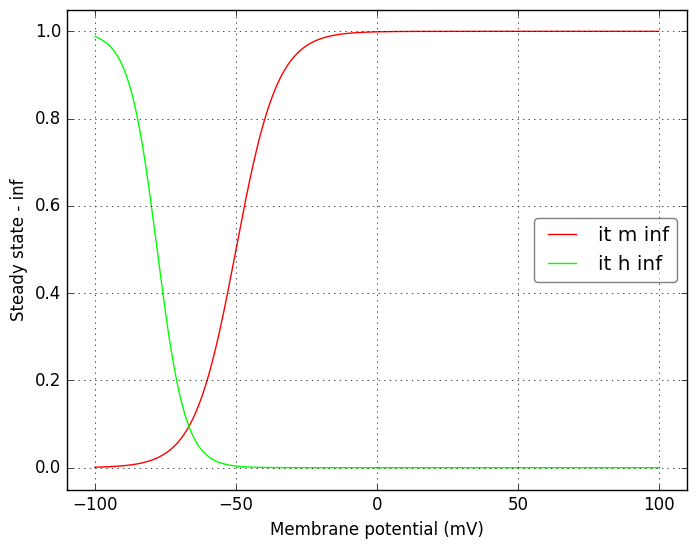 1.0
0.8
0.6
0.4
0.2
0.0
Steady state - inf
it m inf
it h inf
−100
−50
0
50
100
Membrane potential (mV)